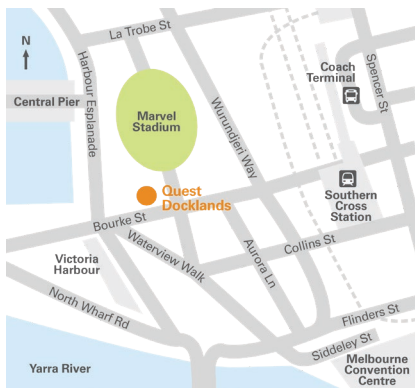 La Trobe St
N
Harbour Esplanade
Central Pier
Marvel
Stadium
Wurundjeri Way
Coach
Terminal
Spencer St
Quest
Docklands
Southern
Cross
Station
Bourke St
Waterview Walk
Aurora Ln
Collins St
Victoria
Harbour
North Wharf Rd
Flinders St
Siddeley St
Yarra River
Melbourne
Convention
Centre